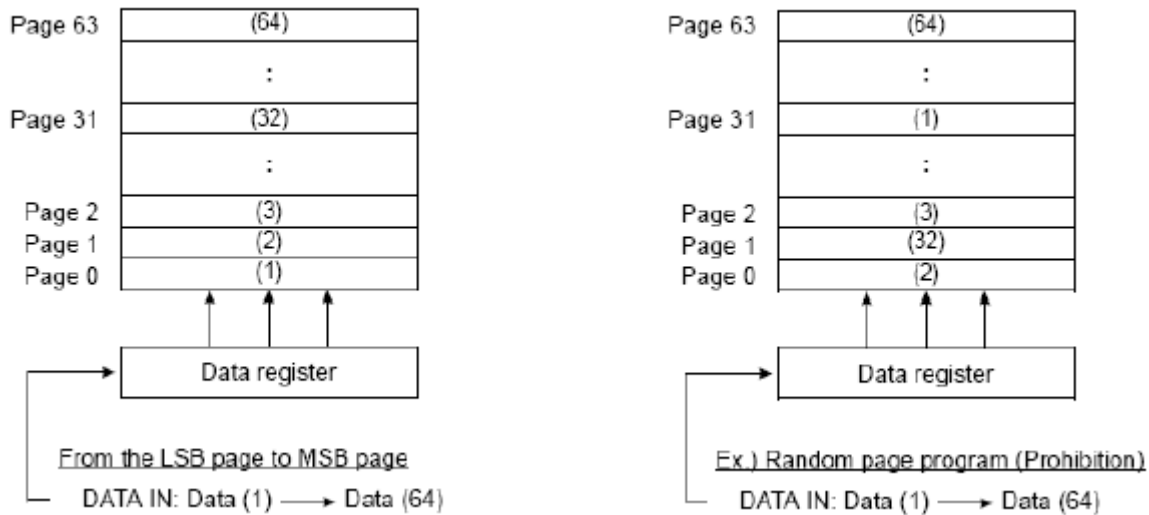 Page 63 (64)
:
Page 31 (32)
:
Page 2 (3)
Page 1 (2)
Page 0 (1)
Data register
From the LSB page to MSB page
DATA IN: Data (1) → Data (64)
Page 63 (64)
:
Page 31 (1)
:
Page 2 (3)
Page 1 (32)
Page 0 (2)
Data register
Ex.) Random page program (Prohibition)
DATA IN: Data (1) → Data (64)